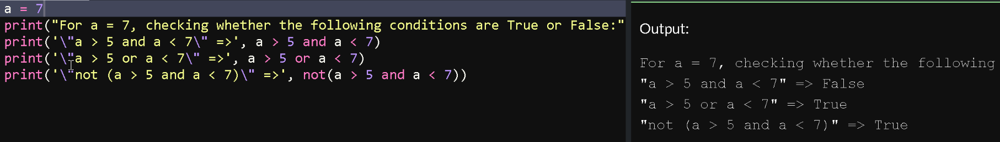 a = 7
print("For a = 7, checking whether the following conditions are True or False:"
print('\"a > 5 and a < 7\" =>', a > 5 and a < 7)
print('\"a > 5 or a < 7\" =>', a > 5 or a < 7)
print('\"not (a > 5 and a < 7)\" =>', not(a > 5 and a < 7))
Output:
For a = 7, checking whether the following
"a > 5 and a < 7" => False
"a > 5 or a < 7" => True
"not (a > 5 and a < 7)" => True